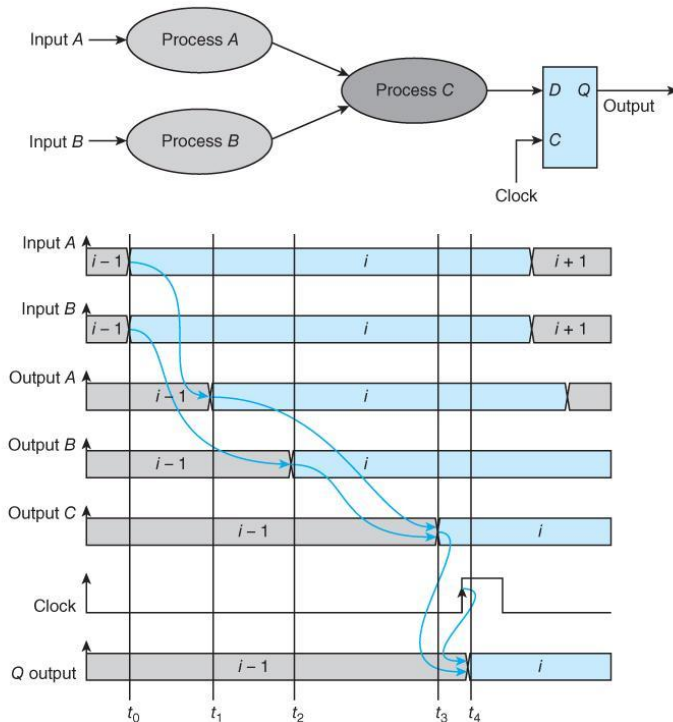 Input A
Process A
Process C
D Q
Output
Input B
Process B
C
Clock
Input A
i – 1
i
i + 1
Input B
i – 1
i
i + 1
Output A
i – 1
i
Output B
i – 1
i
Output C
i – 1
i
Clock
Q output
i – 1
i
t0 t1 t2 t3 t4